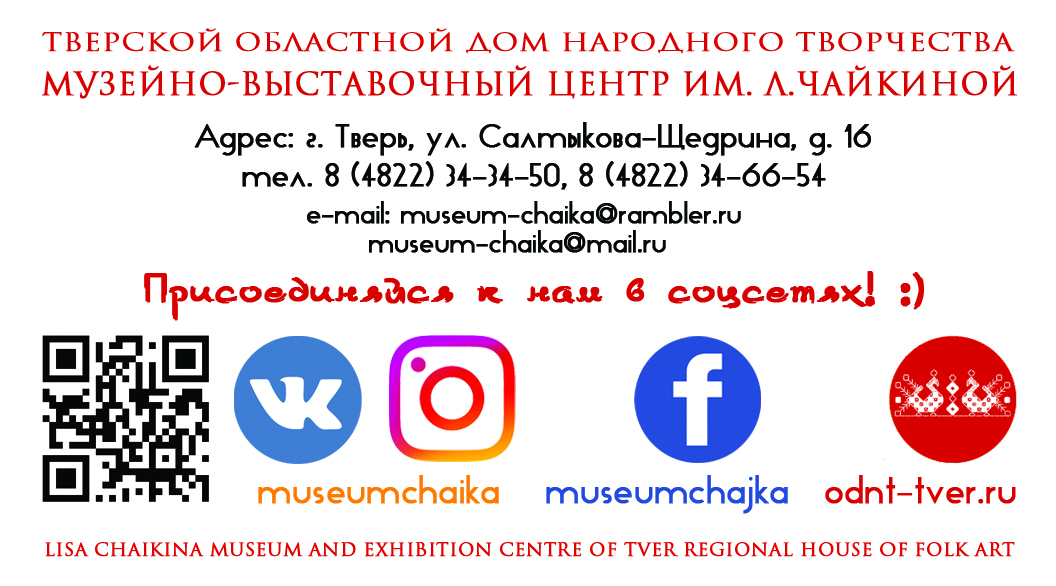 ТВЕРСКОЙ ОБЛАСТНОЙ ДОМ НАРОДНОГО ТВОРЧЕСТВА
МУЗЕЙНО-ВЫСТАВОЧНЫЙ ЦЕНТР ИМ. Л.ЧАЙКИНОЙ
Адрес: г. Тверь, ул. Салтыкова-Щедрина, д. 16
тел. 8 (4822) 34-34-50, 8 (4822) 34-66-54
e-mail: museum-chaika@rambler.ru
museum-chaika@mail.ru
Присоединяйся к нам в соцсетях! :)
museumchaika museumchajka odnt-tver.ru
LISA CHAIKINA MUSEUM AND EXHIBITION CENTRE OF TVER REGIONAL HOUSE OF FOLK ART